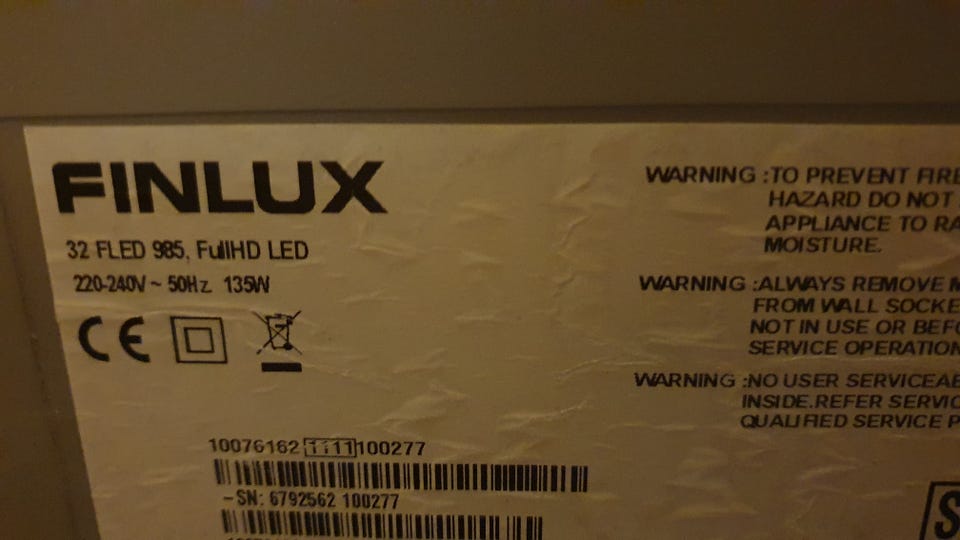 FINLUX
32 FLED 985, FullHD LED
220-240V ~ 50Hz 135W
CE
WARNING :TO PREVENT FIRE
HAZARD DO NOT
APPLIANCE TO RA
MOISTURE.
WARNING :ALWAYS REMOVE M
FROM WALL SOCKE
NOT IN USE OR BEFO
SERVICE OPERATION
WARNING :NO USER SERVICEAB
INSIDE.REFER SERVIC
QUALIFIED SERVICE P
10076162 1111 100277
-SN: 6792562 100277
S